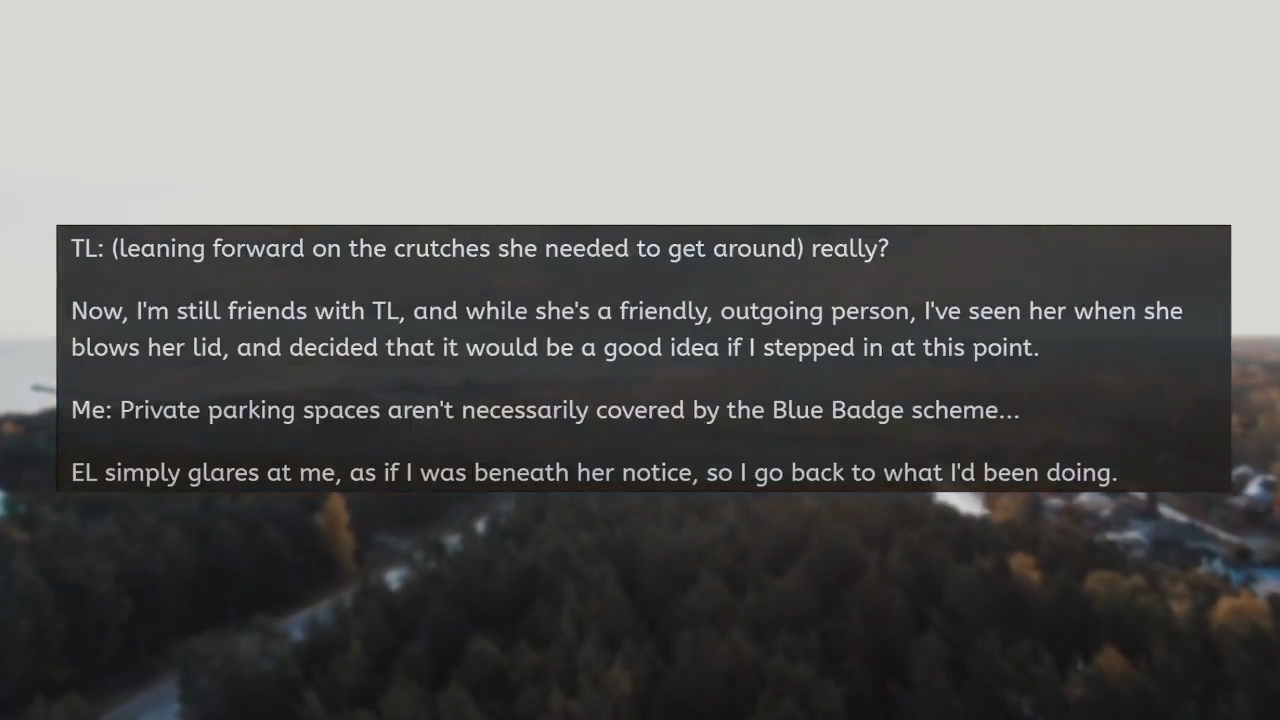 TL: (leaning forward on the crutches she needed to get around) really?
Now, I'm still friends with TL, and while she's a friendly, outgoing person, I've seen her when she
blows her lid, and decided that it would be a good idea if I stepped in at this point.
Me: Private parking spaces aren't necessarily covered by the Blue Badge scheme...
EL simply glares at me, as if I was beneath her notice, so I go back to what I'd been doing.